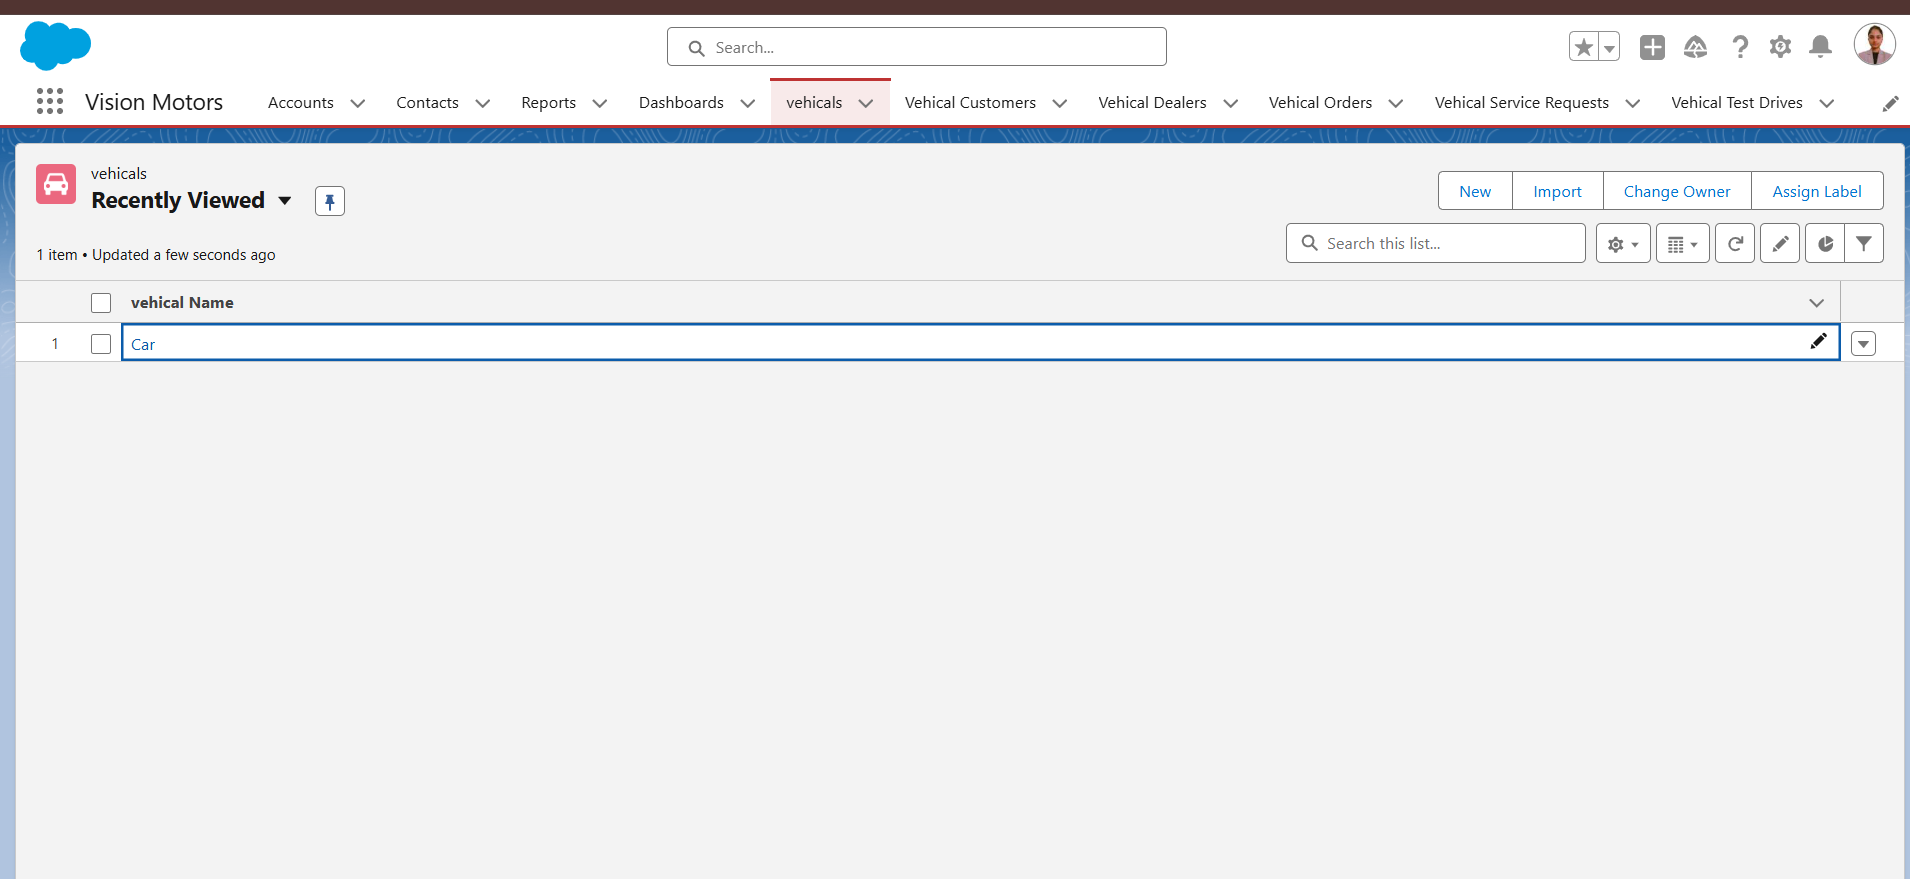 Search...
Vision Motors
Accounts
Contacts
Reports
Dashboards
vehicals
Vehical Customers
Vehical Dealers
Vehical Orders
Vehical Service Requests
Vehical Test Drives
vehicals
Recently Viewed
New
Import
Change Owner
Assign Label
1 item • Updated a few seconds ago
Search this list...
vehical Name
1
Car